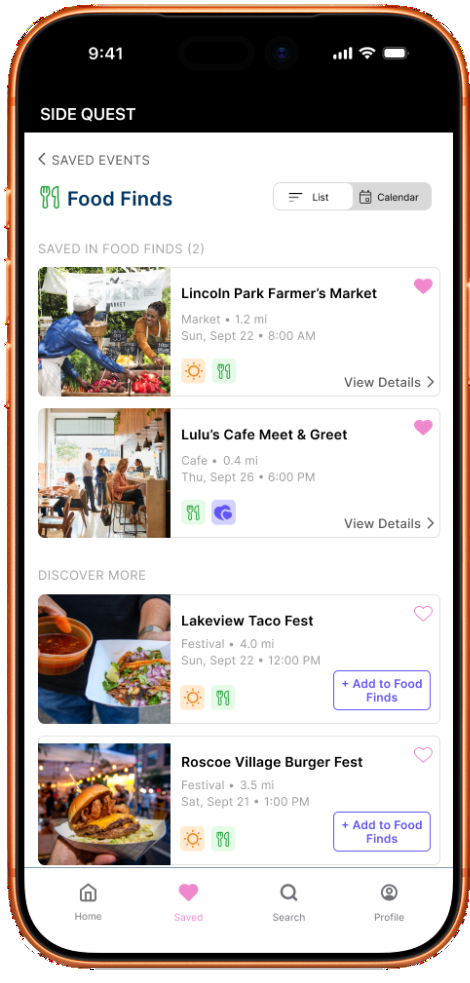 9:41
SIDE QUEST
SAVED EVENTS
Food Finds
List
Calendar
SAVED IN FOOD FINDS (2)
MARKET
Lincoln Park Farmer's Market
Market • 1.2 mi
Sun, Sept 22 • 8:00 AM
View Details
Lulu's Cafe Meet & Greet
Cafe • 0.4 mi
Thu, Sept 26 • 6:00 PM
View Details
DISCOVER MORE
Lakeview Taco Fest
Festival • 4.0 mi
Sun, Sept 22 • 12:00 PM
+ Add to Food
Finds
Roscoe Village Burger Fest
Festival • 3.5 mi
Sat, Sept 21 • 1:00 PM
+ Add to Food
Finds
Home
Saved
Search
Profile